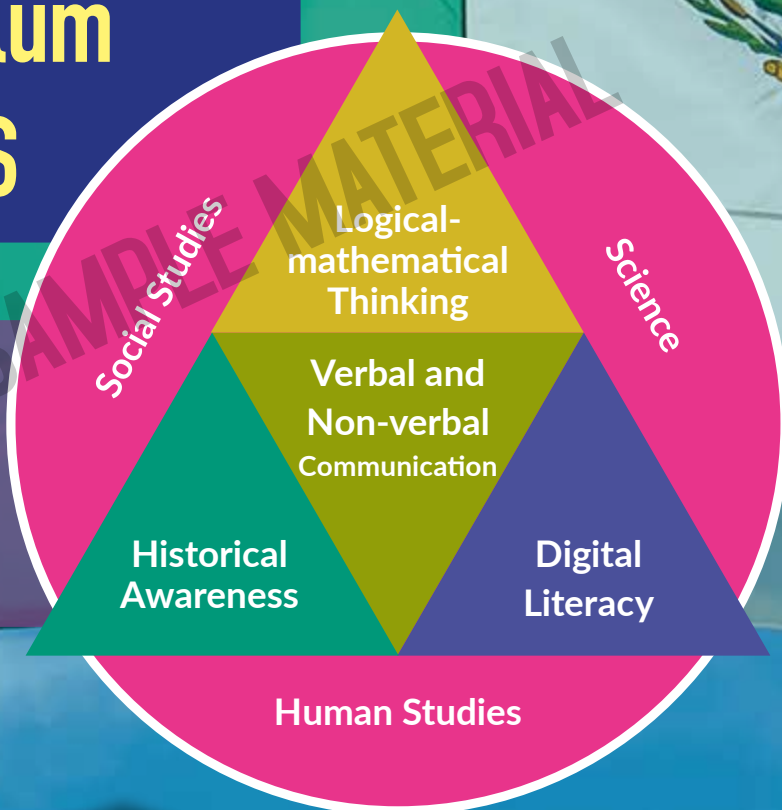 SAMPLE MATERIAL
Social Studies
Science
Logical-
mathematical
Thinking
Verbal and
Non-verbal
Communication
Historical
Awareness
Digital
Literacy
Human Studies